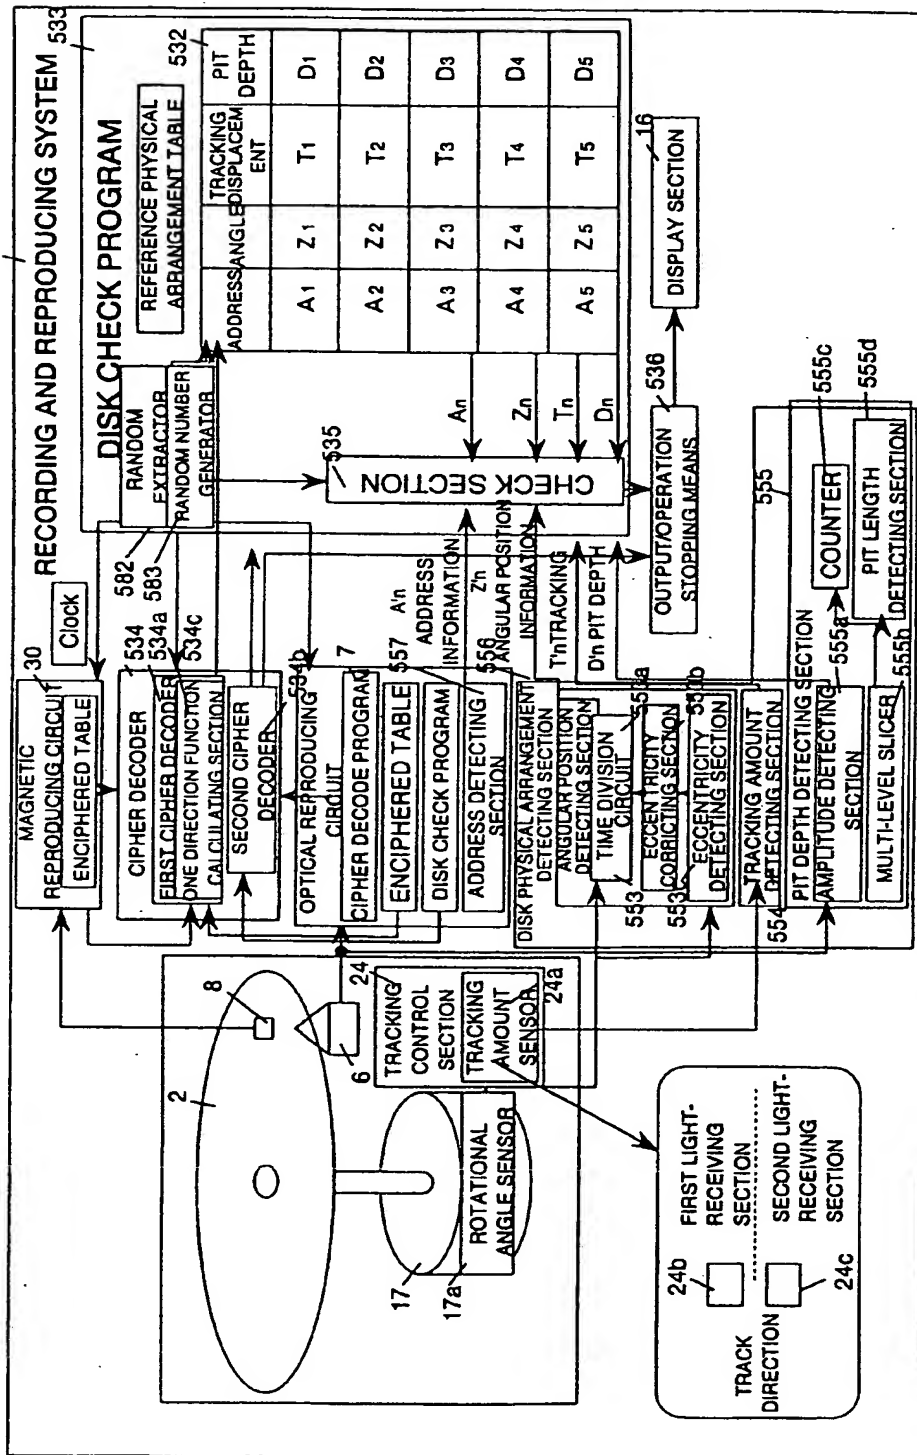 RECORDING AND REPRODUCING SYSTEM
533
DISK CHECK PROGRAM
REFERENCE PHYSICAL
ARRANGEMENT TABLE
532
ADDRESS ANGLE TRACKING DISPLACEM ENT PIT DEPTH
A1 Z1 T1 D1
A2 Z2 T2 D2
A3 Z3 T3 D3
A4 Z4 T4 D4
A5 Z5 T5 D5
RANDOM
EXTRACTOR
RANDOM NUMBER
GENERATOR
582
583
535
CHECK SECTION
An
Zn
Tn
Dn
16
DISPLAY SECTION
536
OUTPUT/OPERATION
STOPPING MEANS
Clock
30
MAGNETIC
REPRODUCING CIRCUIT
ENCIPHERED TABLE
534
534a
534c
CIPHER DECODER
FIRST CIPHER DECODER
ONE DIRECTION FUNCTION
CALCULATING SECTION
SECOND CIPHER
DECODER
534b
7
OPTICAL REPRODUCING
CIRCUIT
CIPHER DECODE PROGRAM
557
ENCIPHERED TABLE
DISK CHECK PROGRAM
556
ADDRESS DETECTING SECTION
A'n
ADDRESS
INFORMATION
Z'n
ANGULAR POSITION
INFORMATION
T'n TRACKING
D'n PIT DEPTH
DISK PHYSICAL ARRANGEMENT
DETECTING SECTION
ANGULAR POSITION
DETECTING SECTION
TIME DIVISION
CIRCUIT
553a
553
ECCENTRICITY
CORRICTING SECTION
553b
553
ECCENTRICITY
DETECTING SECTION
TRACKING AMOUNT
DETECTING SECTION
554
555
PIT DEPTH DETECTING SECTION
AMPLITUDE DETECTING
SECTION
555a
MULTI-LEVEL SLICER
555b
COUNTER
555c
PIT LENGTH
DETECTING SECTION
555d
2
8
6
17
17a
ROTATIONAL
ANGLE SENSOR
24
TRACKING
CONTROL
SECTION
TRACKING
AMOUNT
SENSOR
24a
24b
FIRST LIGHT-
RECEIVING
SECTION
SECOND LIGHT-
RECEIVING
SECTION
24c
TRACK
DIRECTION